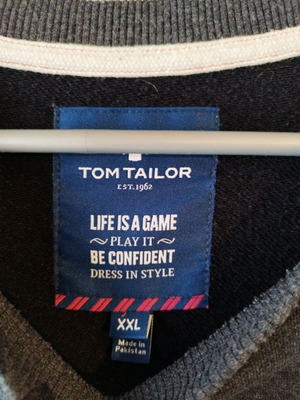 TOM TAILOR
EST.1962
LIFE IS A GAME
~ PLAY IT ~
BE CONFIDENT
DRESS IN STYLE
XXL
Made in
Pakistan